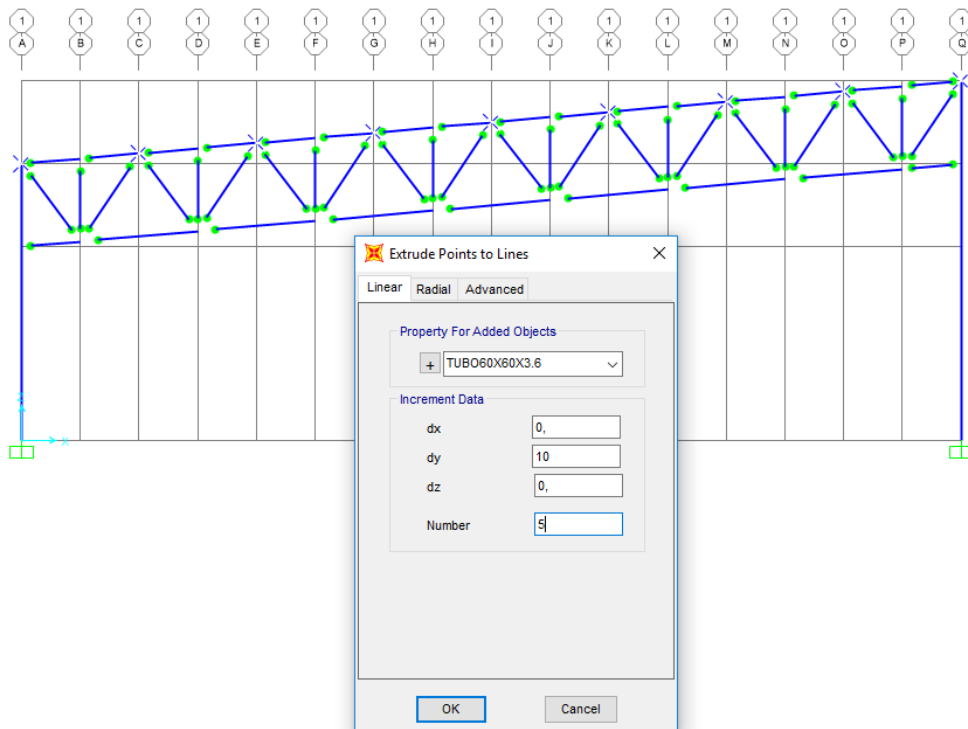 1 1 1 1 1 1 1 1 1 1 1 1 1 1 1 1 1
A B C D E F G H I J K L M N O P Q
Extrude Points to Lines
Linear Radial Advanced
Property For Added Objects
+ TUBO60X60X3.6
Increment Data
dx 0,
dy 10
dz 0,
Number 5
Z
X
OK Cancel